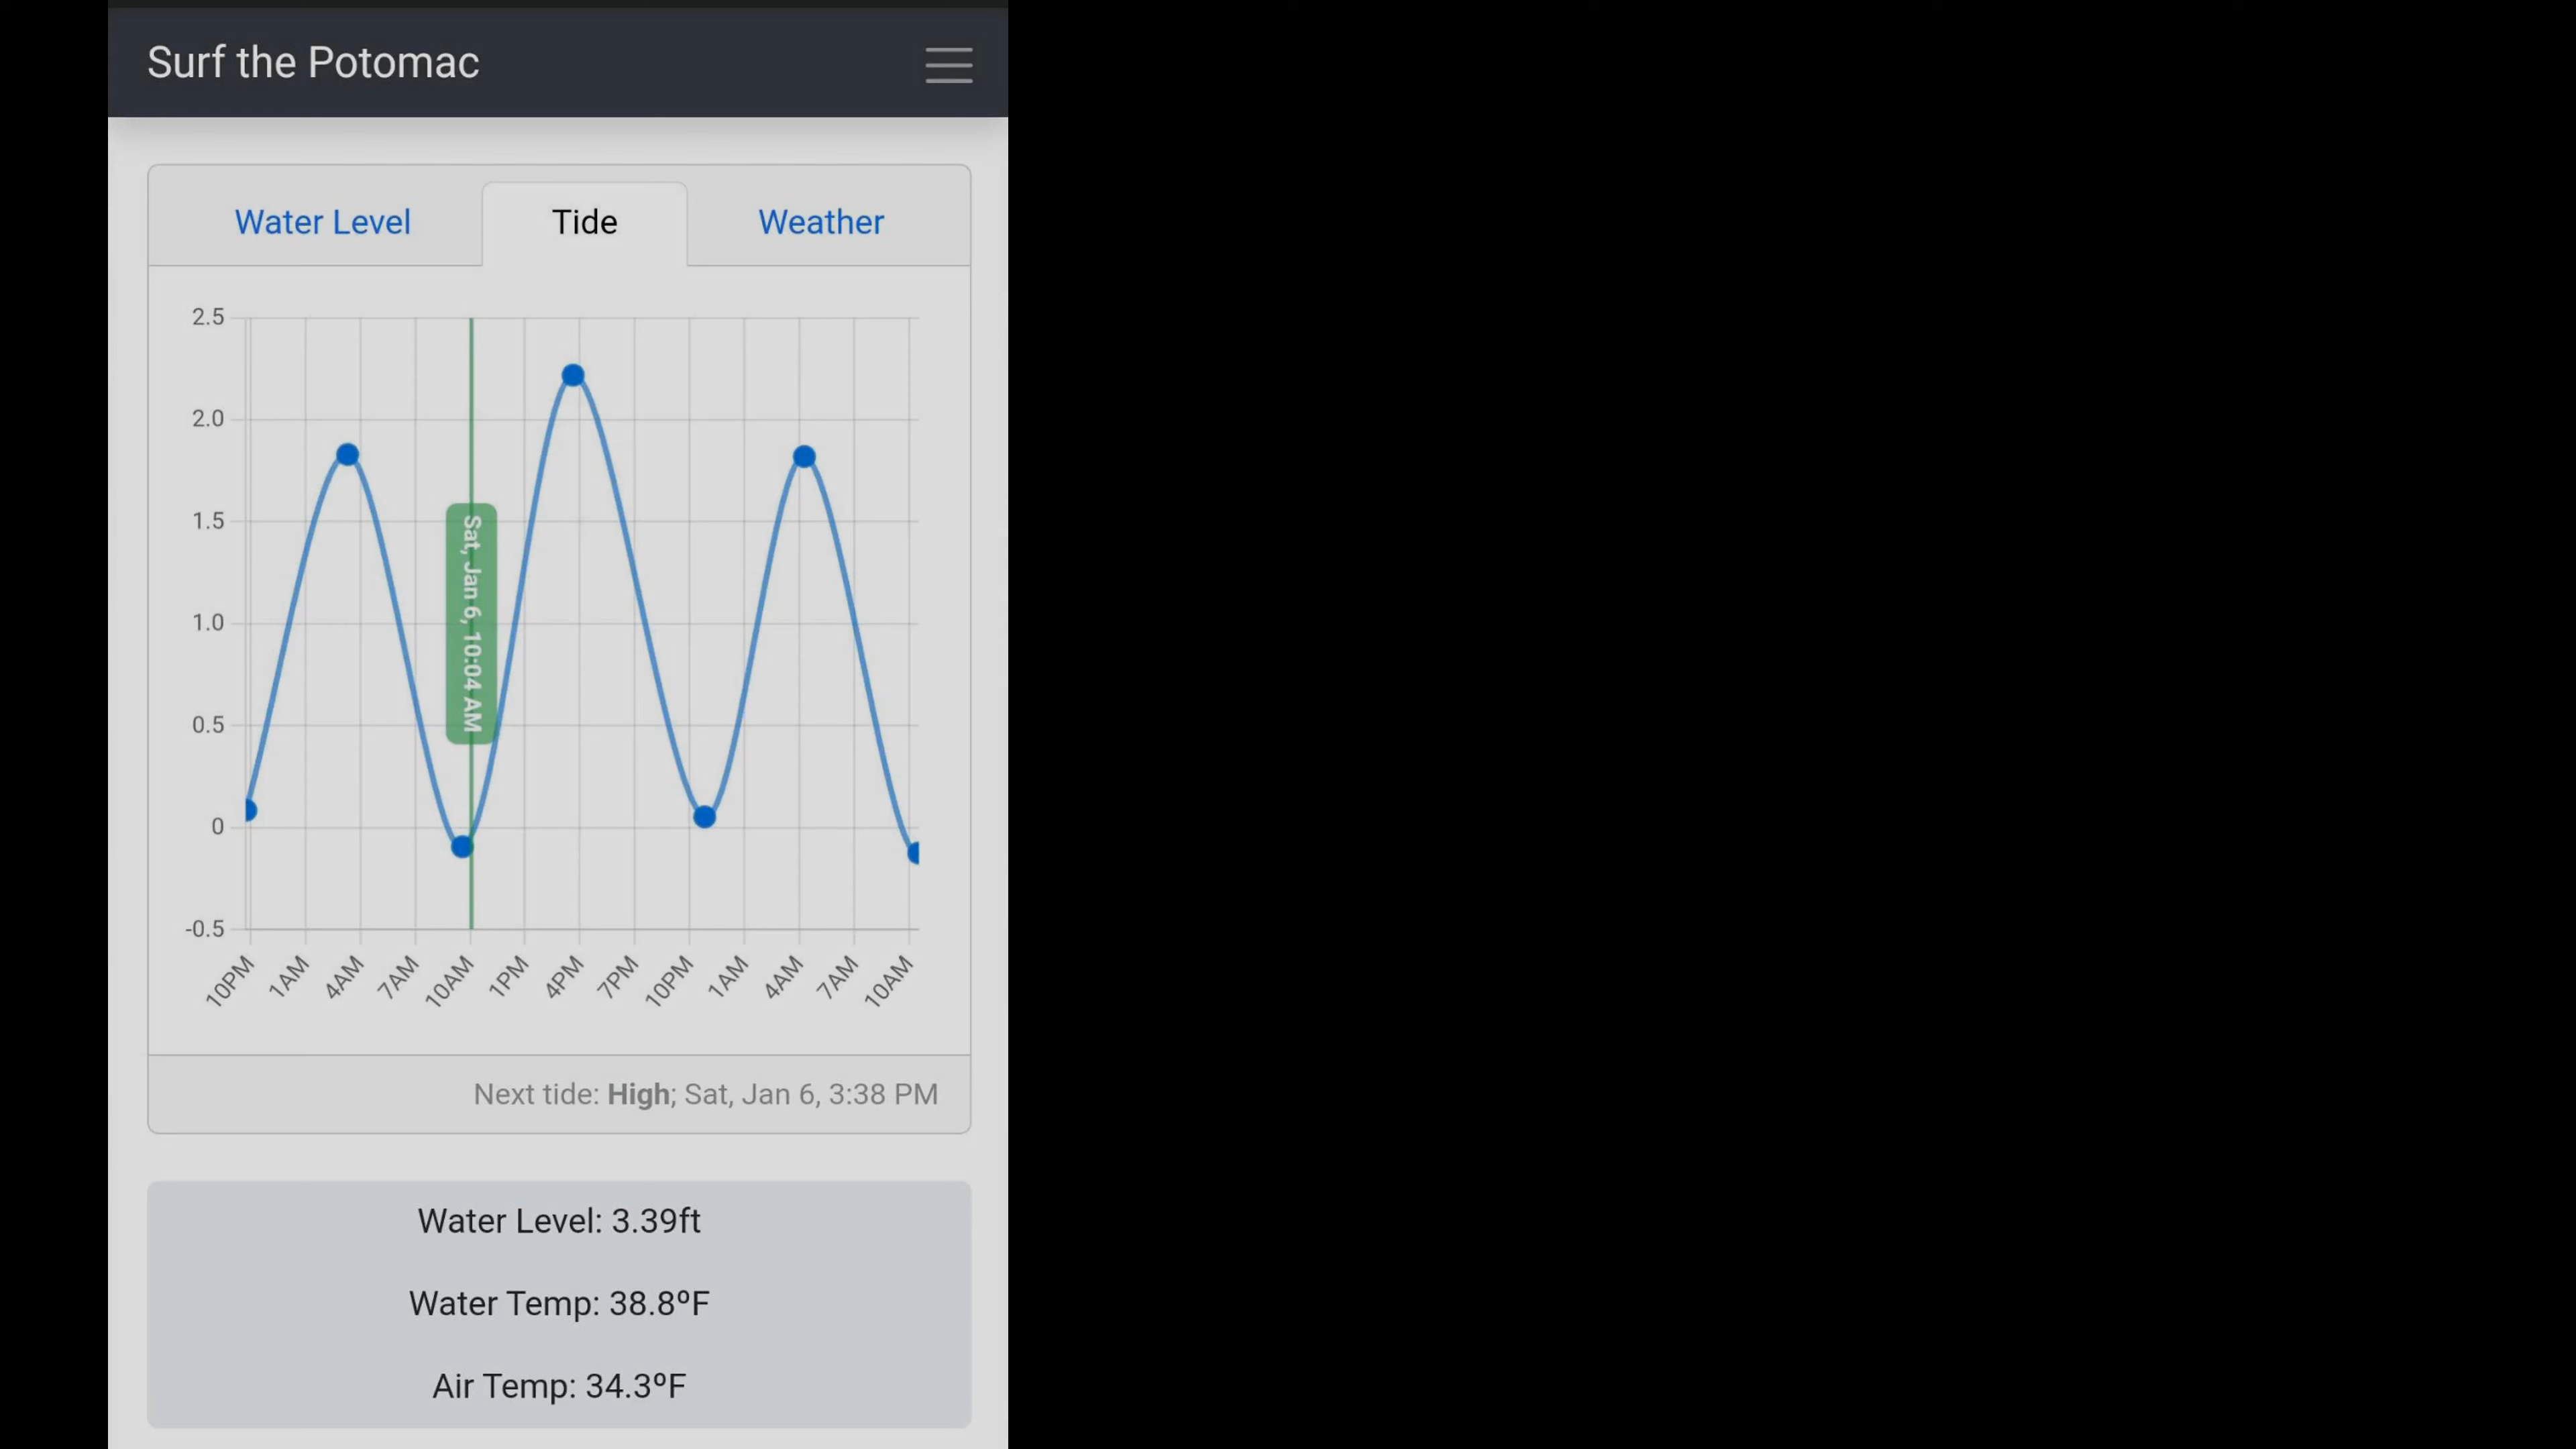 Surf the Potomac
Water Level
Tide
Weather
2.5
2.0
1.5
1.0
0.5
0
-0.5
Sat, Jan 6, 10:04 AM
10PM
1AM
4AM
7AM
10AM
1PM
4PM
7PM
10PM
1AM
4AM
7AM
10AM
Next tide: High; Sat, Jan 6, 3:38 PM
Water Level: 3.39ft
Water Temp: 38.8ºF
Air Temp: 34.3ºF